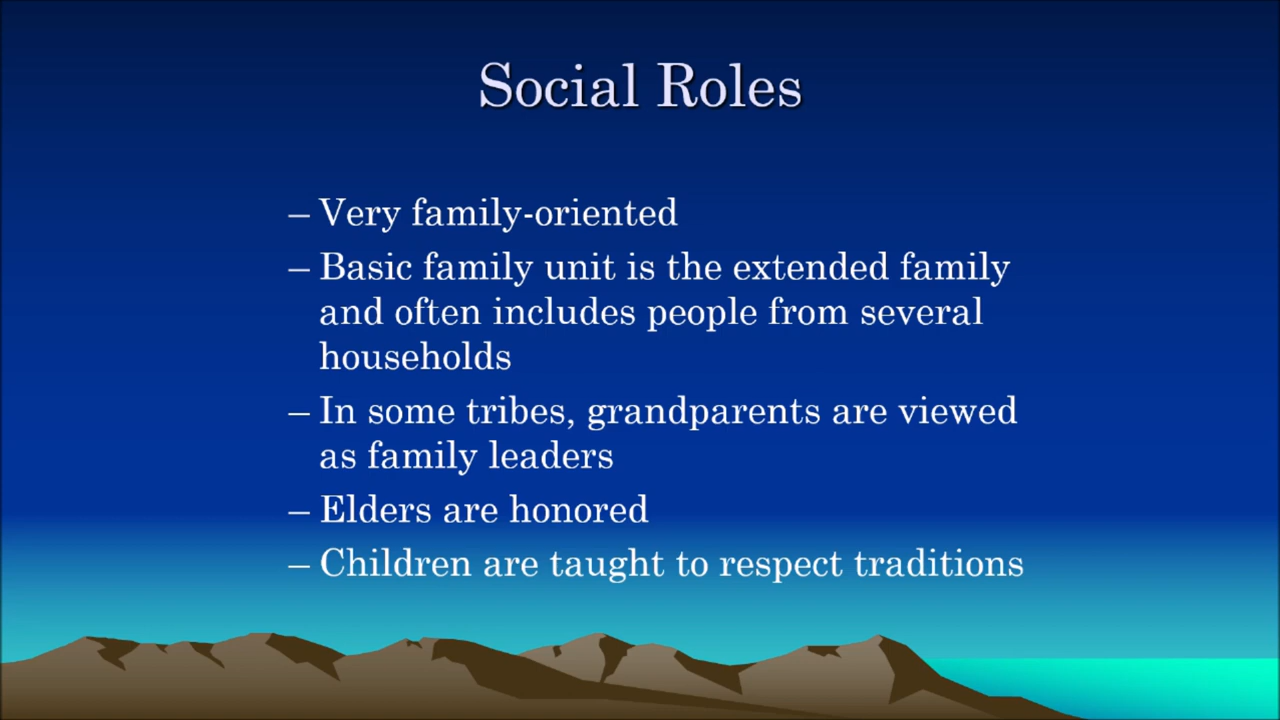 Social Roles
– Very family-oriented
– Basic family unit is the extended family
and often includes people from several
households
– In some tribes, grandparents are viewed
as family leaders
– Elders are honored
– Children are taught to respect traditions